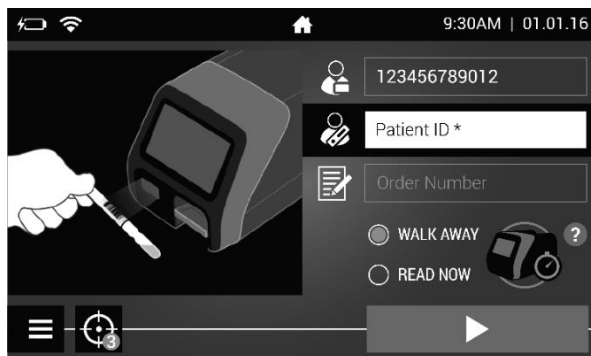 9:30AM | 01.01.16
123456789012
Patient ID *
Order Number
WALK AWAY
?
READ NOW
3